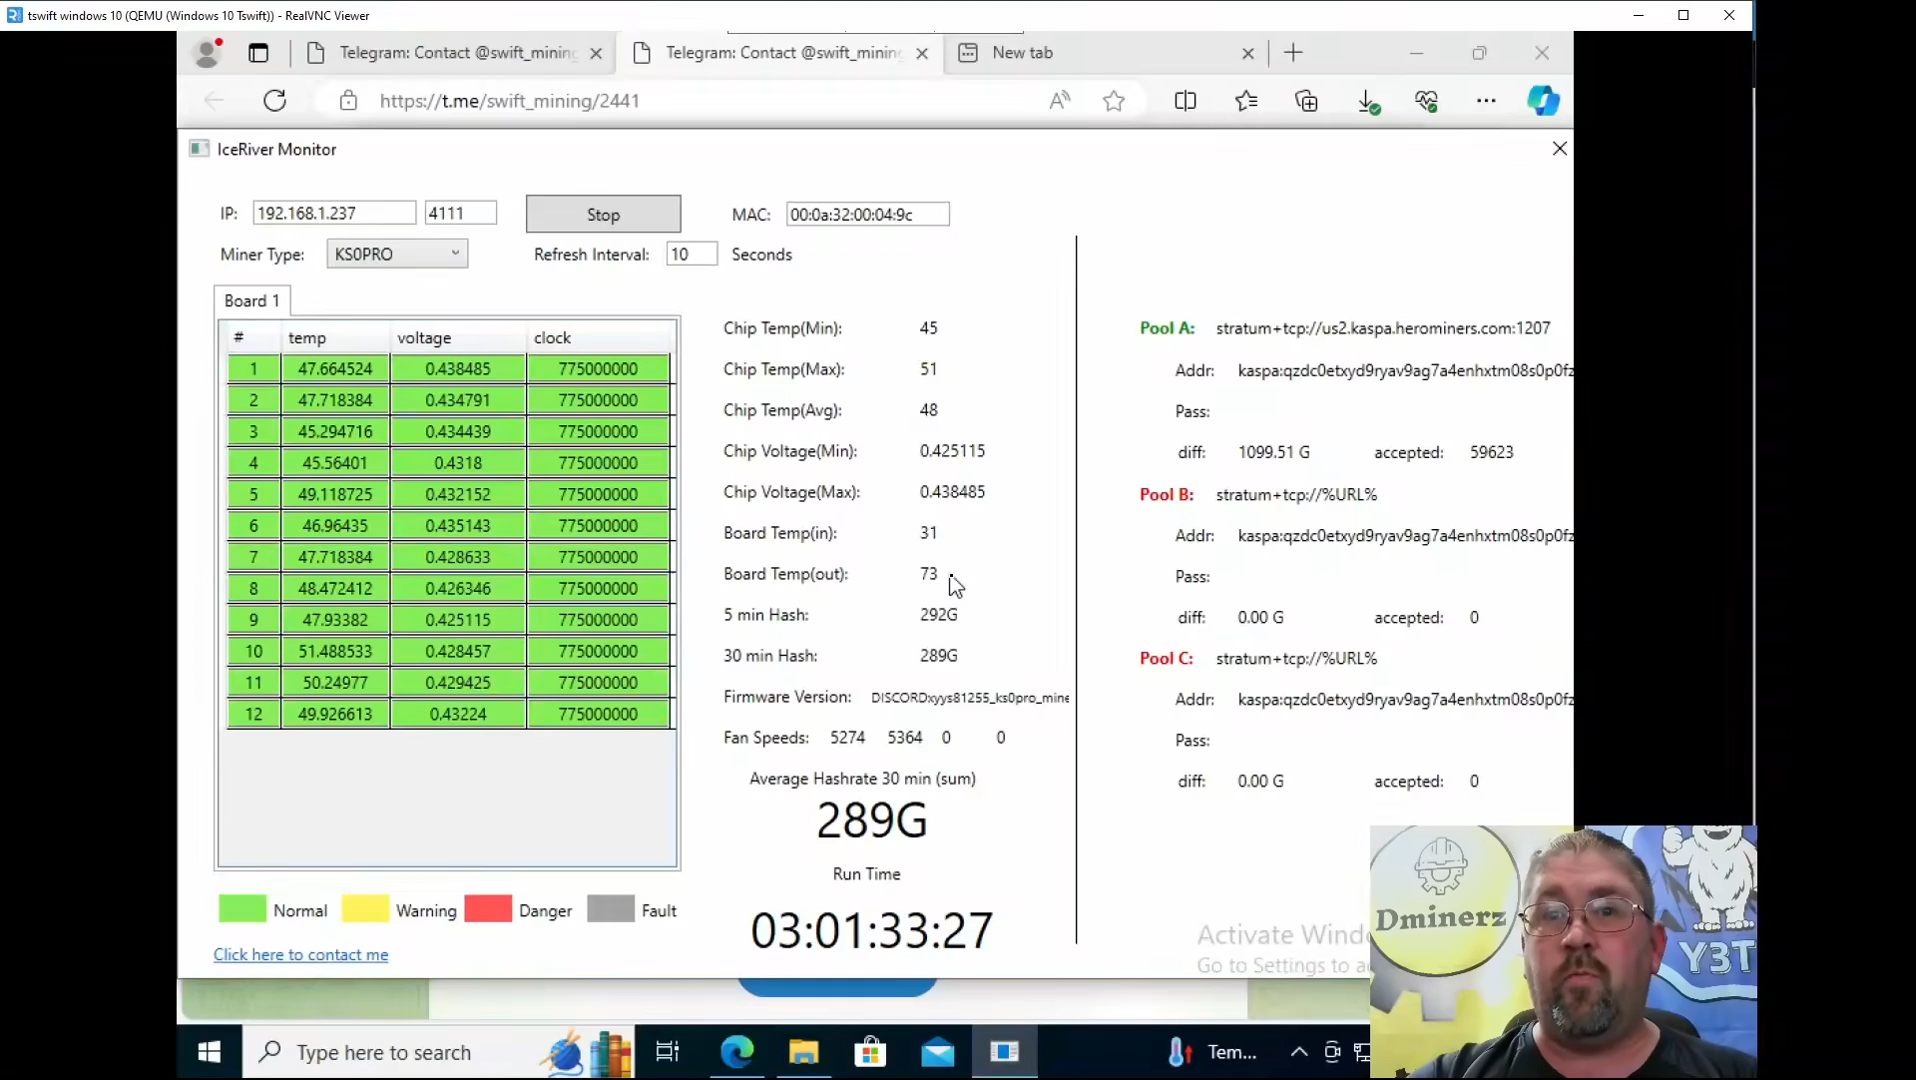 tswift windows 10 (QEMU (Windows 10 Tswift)) - RealVNC Viewer
Telegram: Contact @swift_mining
Telegram: Contact @swift_mining
New tab
https://t.me/swift_mining/2441
IceRiver Monitor
IP: 192.168.1.237 4111 Stop MAC: 00:0a:32:00:04:9c
Miner Type: KS0PRO Refresh Interval: 10 Seconds
Board 1
# temp voltage clock
1 47.664524 0.438485 775000000
2 47.718384 0.434791 775000000
3 45.294716 0.434439 775000000
4 45.56401 0.4318 775000000
5 49.118725 0.432152 775000000
6 46.96435 0.435143 775000000
7 47.718384 0.428633 775000000
8 48.472412 0.426346 775000000
9 47.93382 0.425115 775000000
10 51.488533 0.428457 775000000
11 50.24977 0.429425 775000000
12 49.926613 0.43224 775000000
Normal Warning Danger Fault
Click here to contact me
Chip Temp(Min): 45
Chip Temp(Max): 51
Chip Temp(Avg): 48
Chip Voltage(Min): 0.425115
Chip Voltage(Max): 0.438485
Board Temp(in): 31
Board Temp(out): 73
5 min Hash: 292G
30 min Hash: 289G
Firmware Version: DISCORDxyys81255_ks0pro_mine
Fan Speeds: 5274 5364 0 0
Average Hashrate 30 min (sum)
289G
Run Time
03:01:33:27
Pool A: stratum+tcp://us2.kaspa.herominers.com:1207
Addr: kaspa:qzdc0etxyd9ryav9ag7a4enhxtm08s0p0fz
Pass:
diff: 1099.51 G accepted: 59623
Pool B: stratum+tcp://%URL%
Addr: kaspa:qzdc0etxyd9ryav9ag7a4enhxtm08s0p0fz
Pass:
diff: 0.00 G accepted: 0
Pool C: stratum+tcp://%URL%
Addr: kaspa:qzdc0etxyd9ryav9ag7a4enhxtm08s0p0fz
Pass:
diff: 0.00 G accepted: 0
Activate Wind
Go to Settings to a
Dminerz
Y3T
Type here to search
Tem...